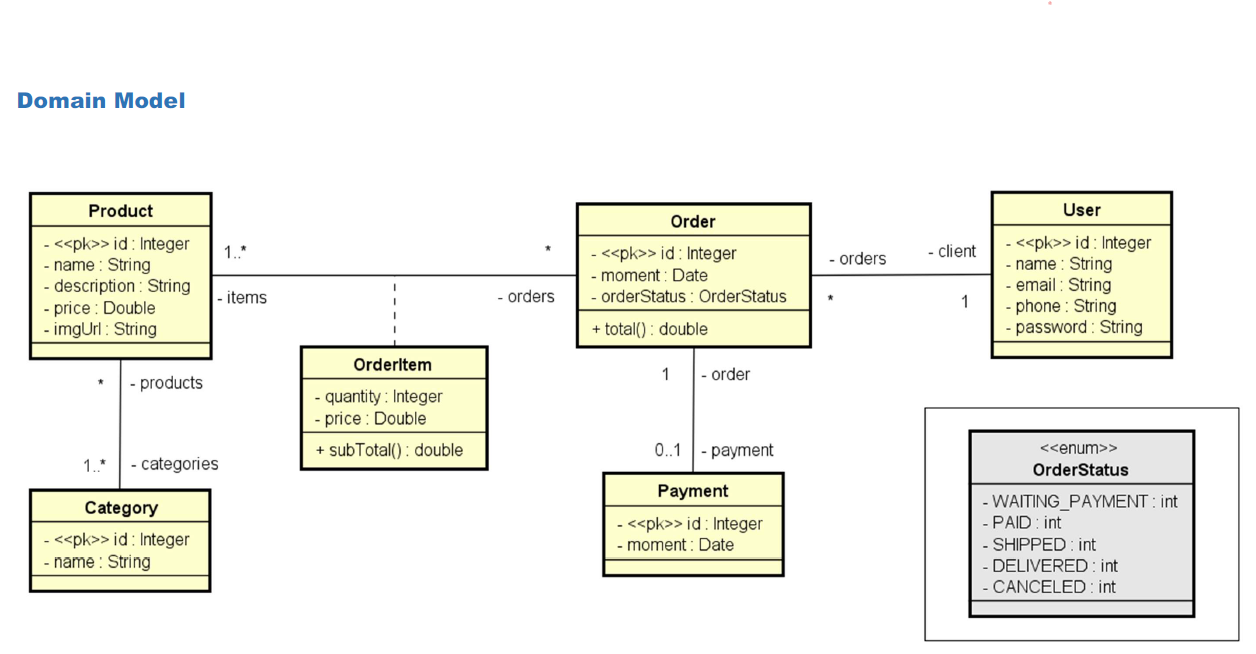 Domain Model
Product
- <<pk>> id : Integer
- name : String
- description : String
- price : Double
- imgUrl : String
1..*
- items
*
- orders
Order
- <<pk>> id : Integer
- moment : Date
- orderStatus : OrderStatus
+ total() : double
- orders
*
- client
1
User
- <<pk>> id : Integer
- name : String
- email : String
- phone : String
- password : String
OrderItem
- quantity : Integer
- price : Double
+ subTotal() : double
* - products
1..* - categories
Category
- <<pk>> id : Integer
- name : String
1 - order
0..1 - payment
Payment
- <<pk>> id : Integer
- moment : Date
<<enum>>
OrderStatus
- WAITING_PAYMENT : int
- PAID : int
- SHIPPED : int
- DELIVERED : int
- CANCELED : int